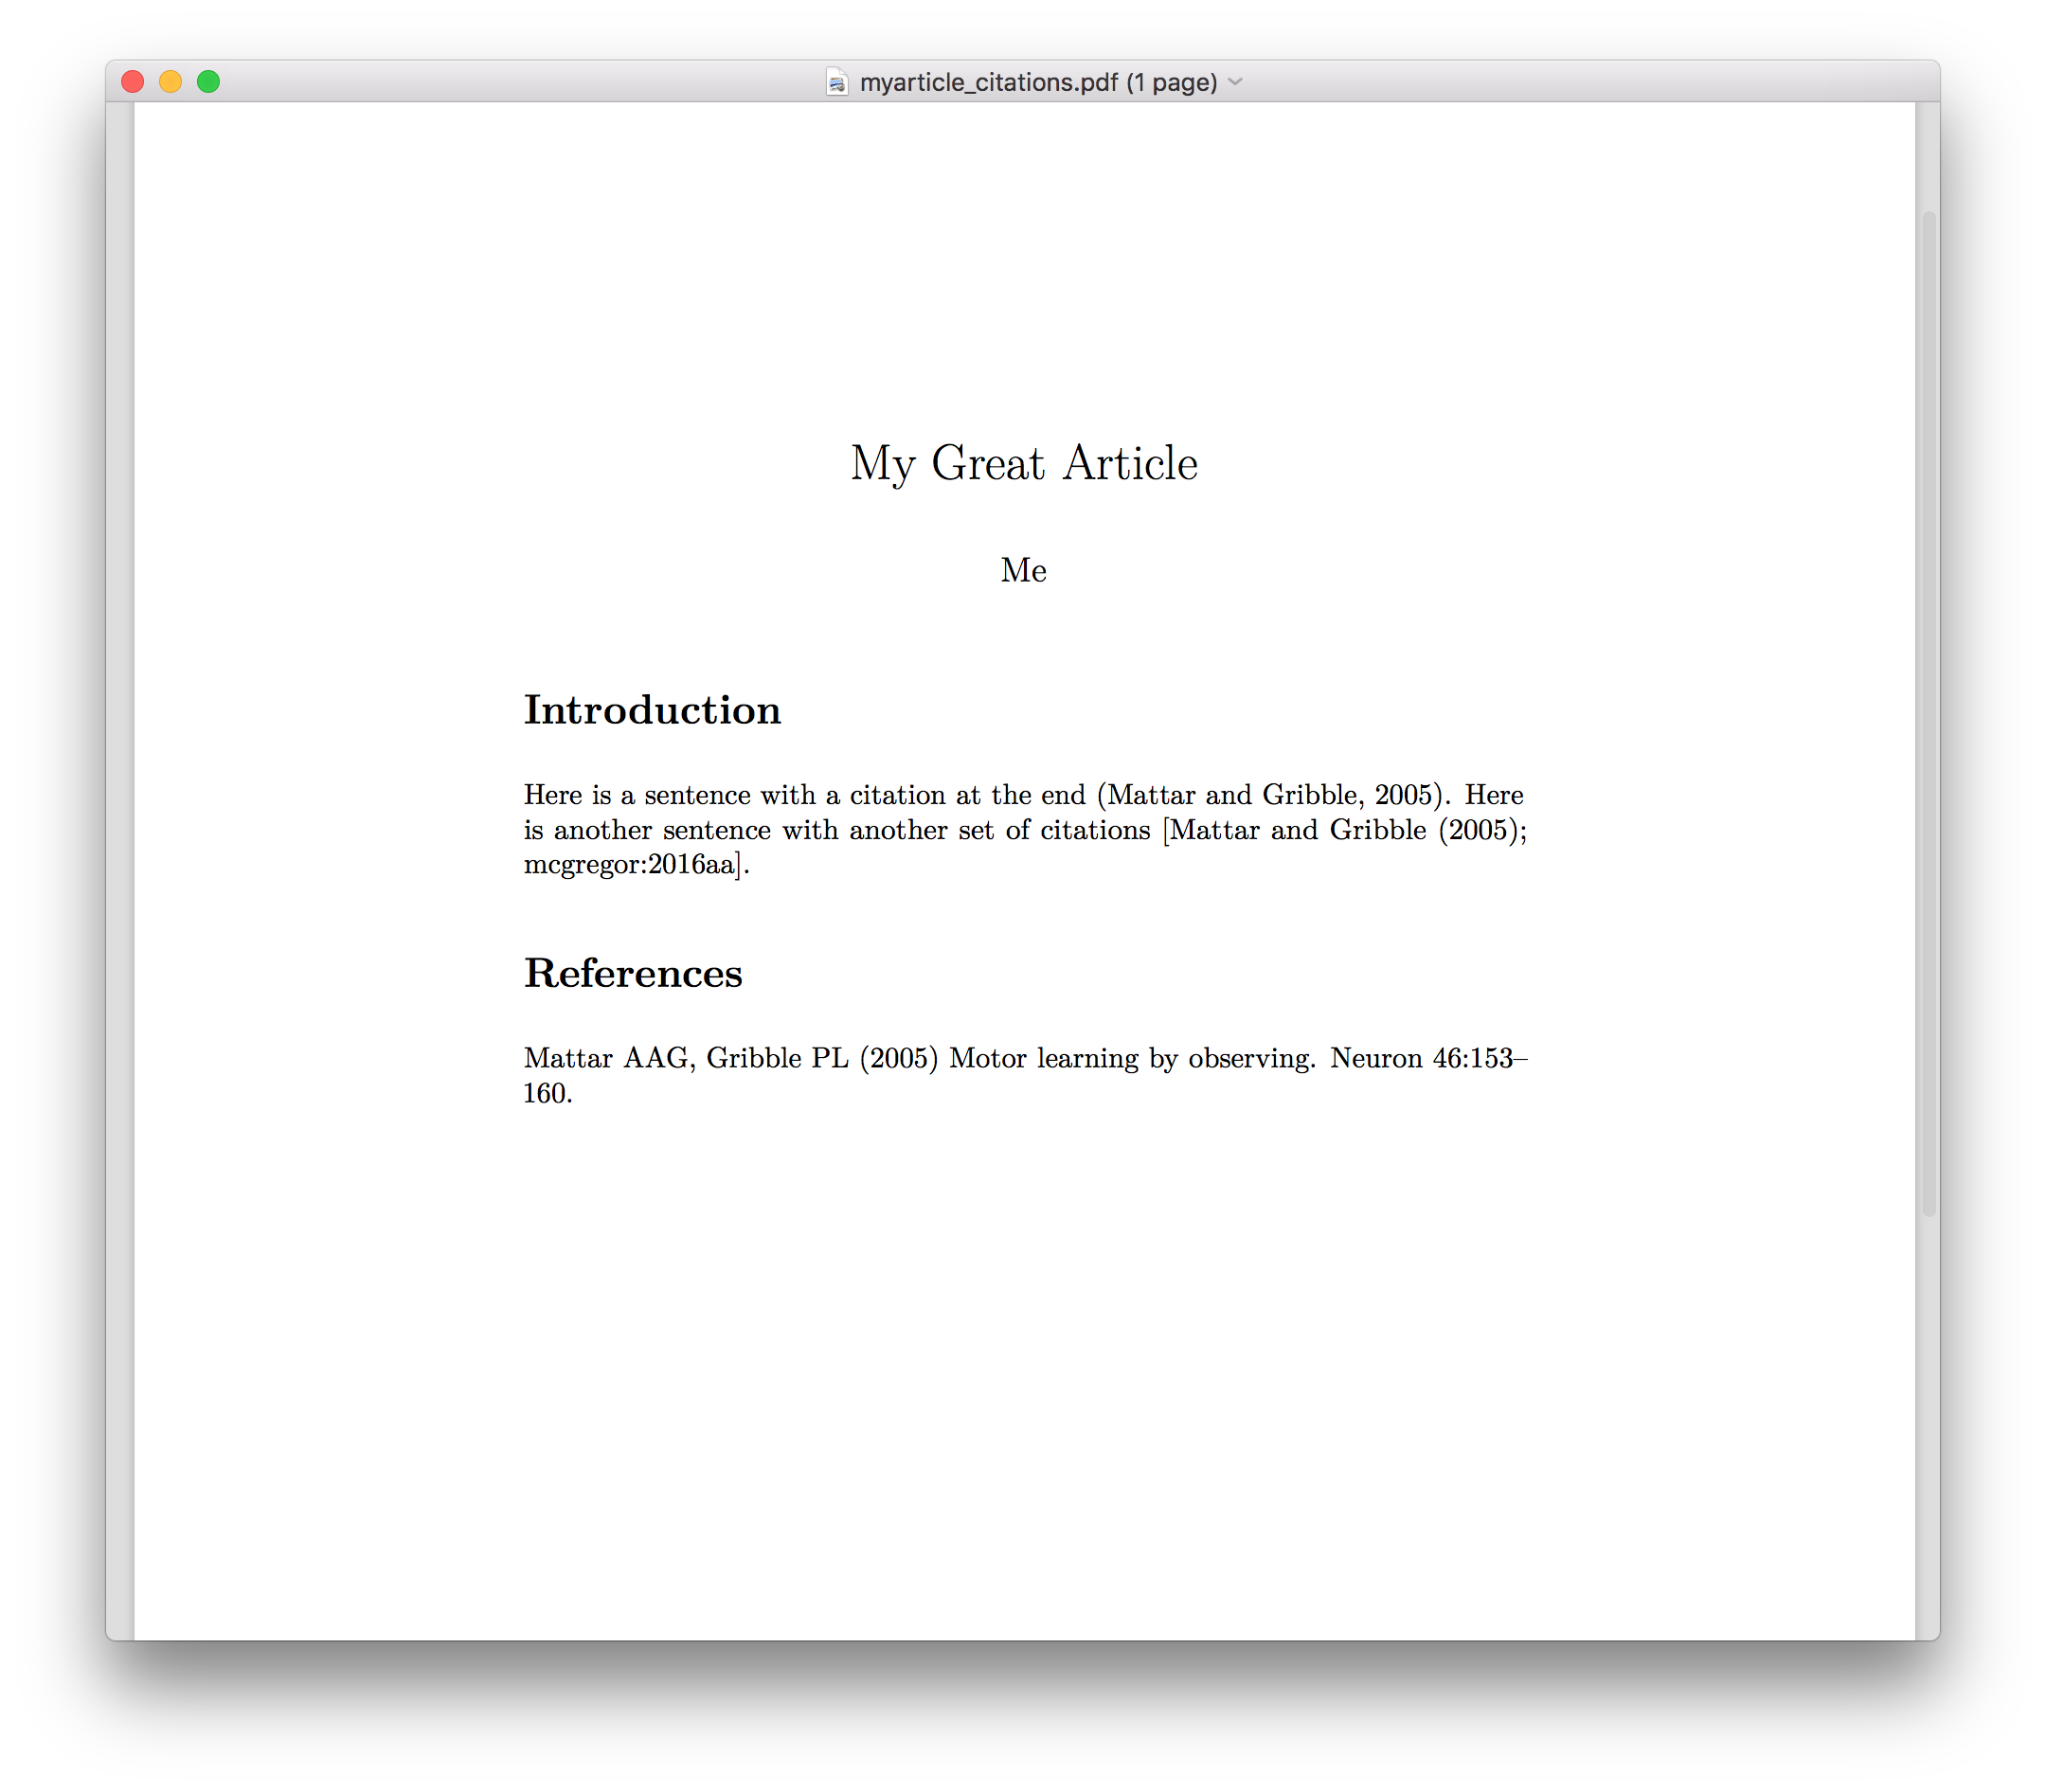 myarticle_citations.pdf (1 page)
My Great Article
Me
Introduction
Here is a sentence with a citation at the end (Mattar and Gribble, 2005). Here
is another sentence with another set of citations [Mattar and Gribble (2005);
mcgregor:2016aa].
References
Mattar AAG, Gribble PL (2005) Motor learning by observing. Neuron 46:153–
160.